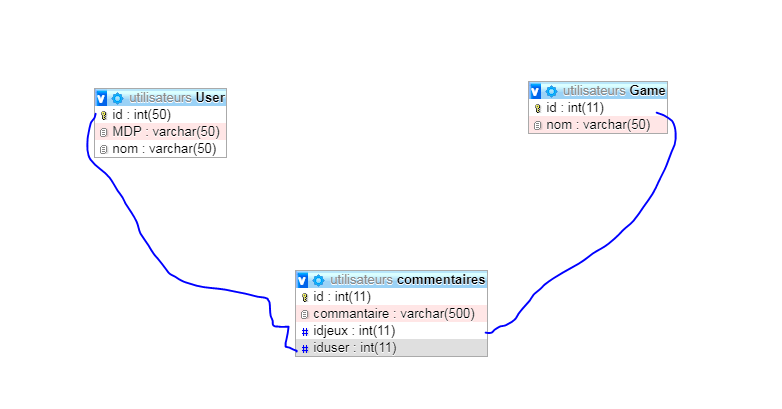 utilisateurs User
id : int(50)
MDP : varchar(50)
nom : varchar(50)
utilisateurs Game
id : int(11)
nom : varchar(50)
utilisateurs commentaires
id : int(11)
commantaire : varchar(500)
# idjeux : int(11)
# iduser : int(11)